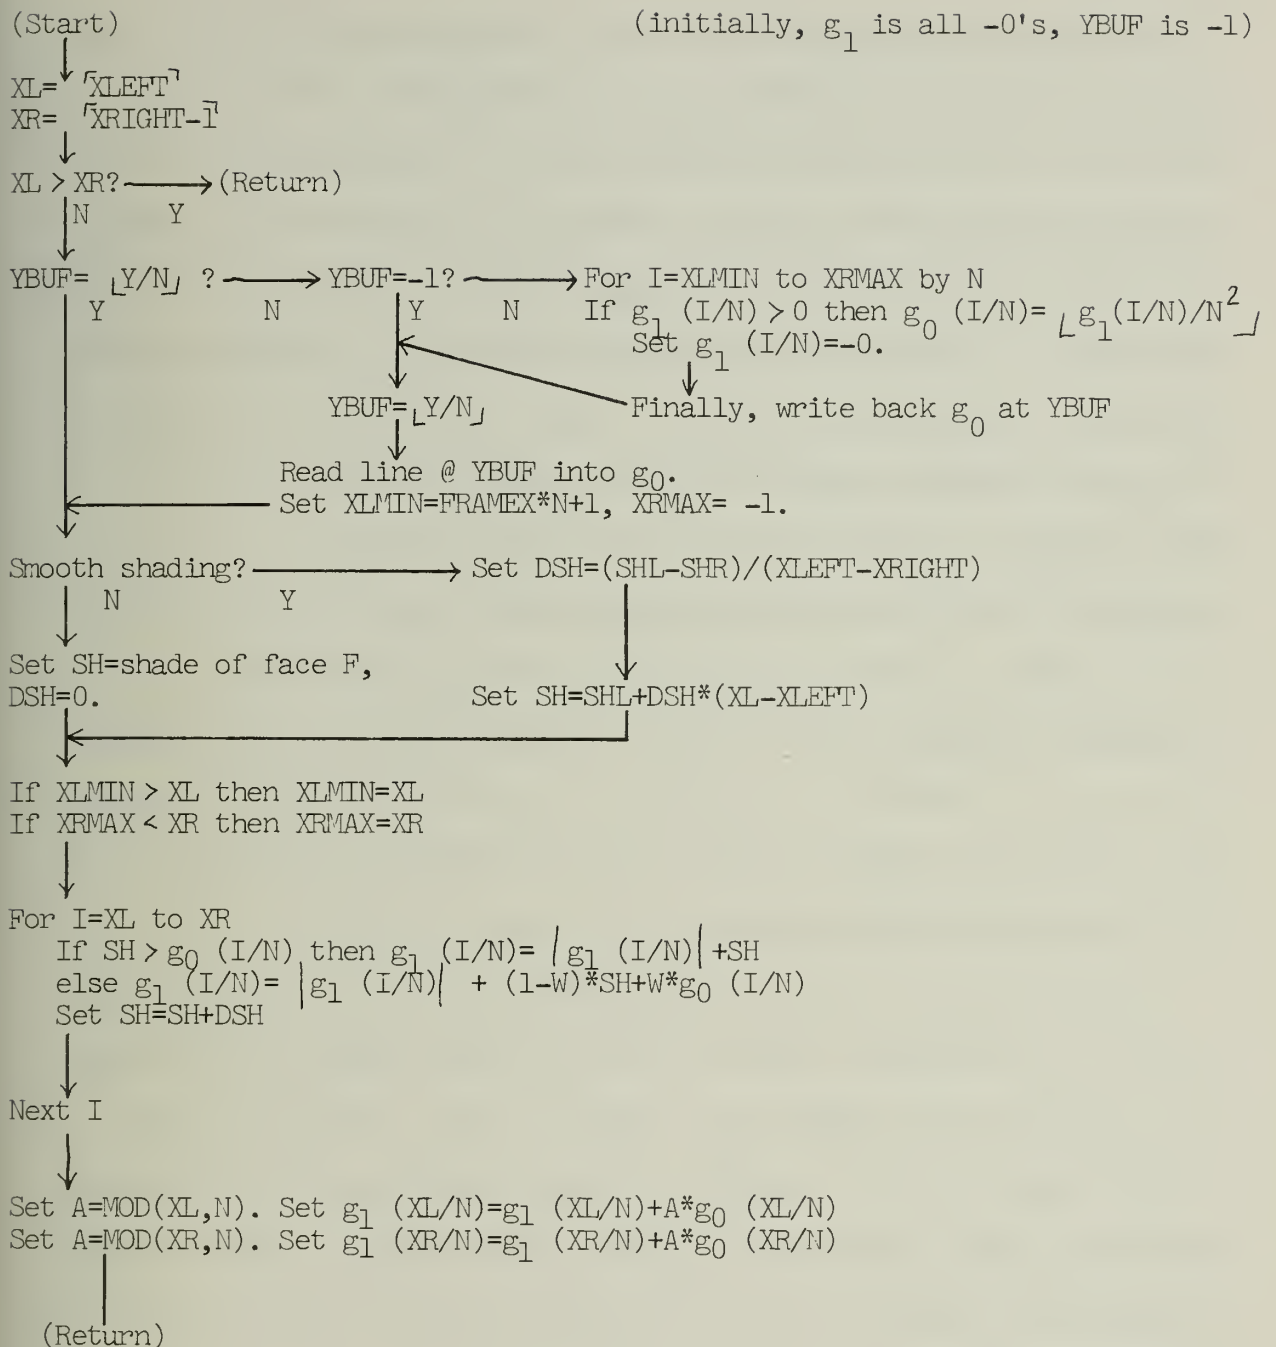 (Start) (initially, g1 is all -0's, YBUF is -1)
XL= ⌈XLEFT⌉
XR= ⌈XRIGHT-1⌉
XL > XR? (Return)
N Y
YBUF= ⌊Y/N⌋ ? YBUF=-1? For I=XLMIN to XRMAX by N
Y N Y N If g1 (I/N) > 0 then g0 (I/N)= ⌊g1(I/N)/N²⌋
Set g1 (I/N)=-0.
YBUF=⌊Y/N⌋ Finally, write back g0 at YBUF
Read line @ YBUF into g0.
Set XLMIN=FRAMEX*N+1, XRMAX= -1.
Smooth shading? Set DSH=(SHL-SHR)/(XLEFT-XRIGHT)
N Y
Set SH=shade of face F,
DSH=0. Set SH=SHL+DSH*(XL-XLEFT)
If XLMIN > XL then XLMIN=XL
If XRMAX < XR then XRMAX=XR
For I=XL to XR
If SH > g0 (I/N) then g1 (I/N)= |g1 (I/N)|+SH
else g1 (I/N)= |g1 (I/N)| + (1-W)*SH+W*g0 (I/N)
Set SH=SH+DSH
Next I
Set A=MOD(XL,N). Set g1 (XL/N)=g1 (XL/N)+A*g0 (XL/N)
Set A=MOD(XR,N). Set g1 (XR/N)=g1 (XR/N)+A*g0 (XR/N)
(Return)